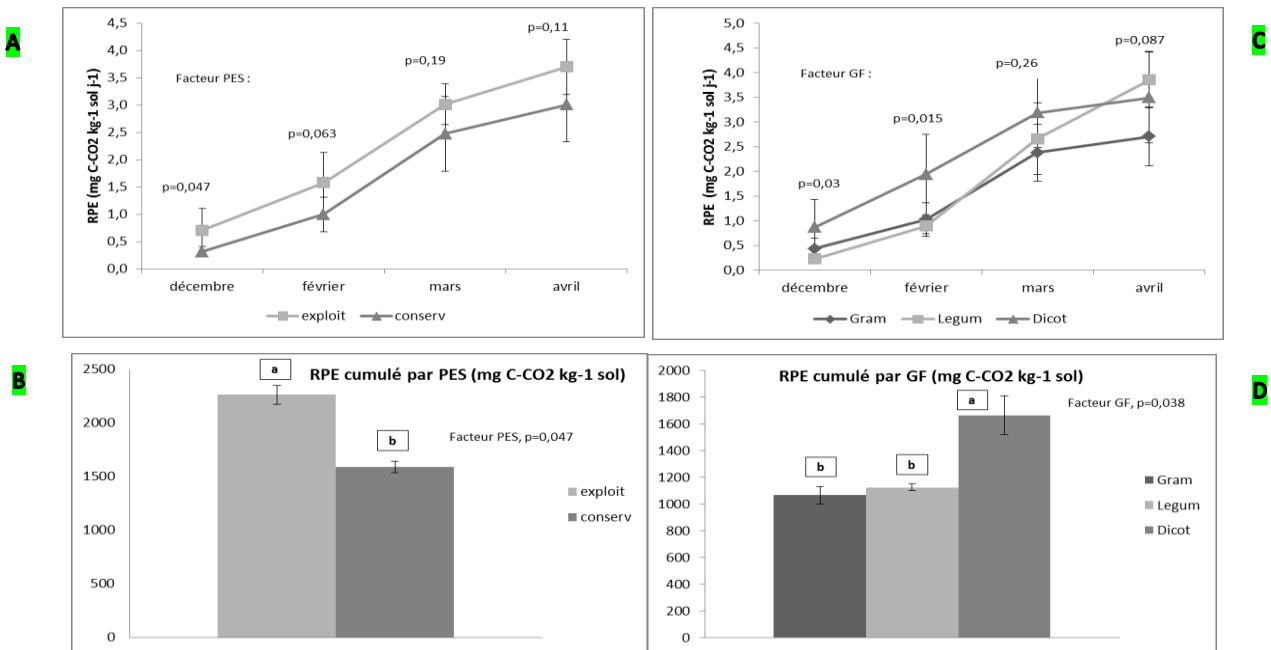 A
RPE (mg C-CO2 kg-1 sol j-1)
4,5
4,0
3,5
3,0
2,5
2,0
1,5
1,0
0,5
0,0
Facteur PES :
p=0,047
p=0,063
p=0,19
p=0,11
décembre février mars avril
exploit conserv
C
RPE (mg C-CO2 kg-1 sol j-1)
5,0
4,5
4,0
3,5
3,0
2,5
2,0
1,5
1,0
0,5
0,0
Facteur GF :
p=0,03
p=0,015
p=0,26
p=0,087
décembre février mars avril
Gram Legum Dicot
B
RPE cumulé par PES (mg C-CO2 kg-1 sol)
2500
2000
1500
1000
500
0
a
b
Facteur PES, p=0,047
exploit
conserv
D
RPE cumulé par GF (mg C-CO2 kg-1 sol)
2000
1800
1600
1400
1200
1000
800
600
400
200
0
b
b
a
Facteur GF, p=0,038
Gram
Legum
Dicot